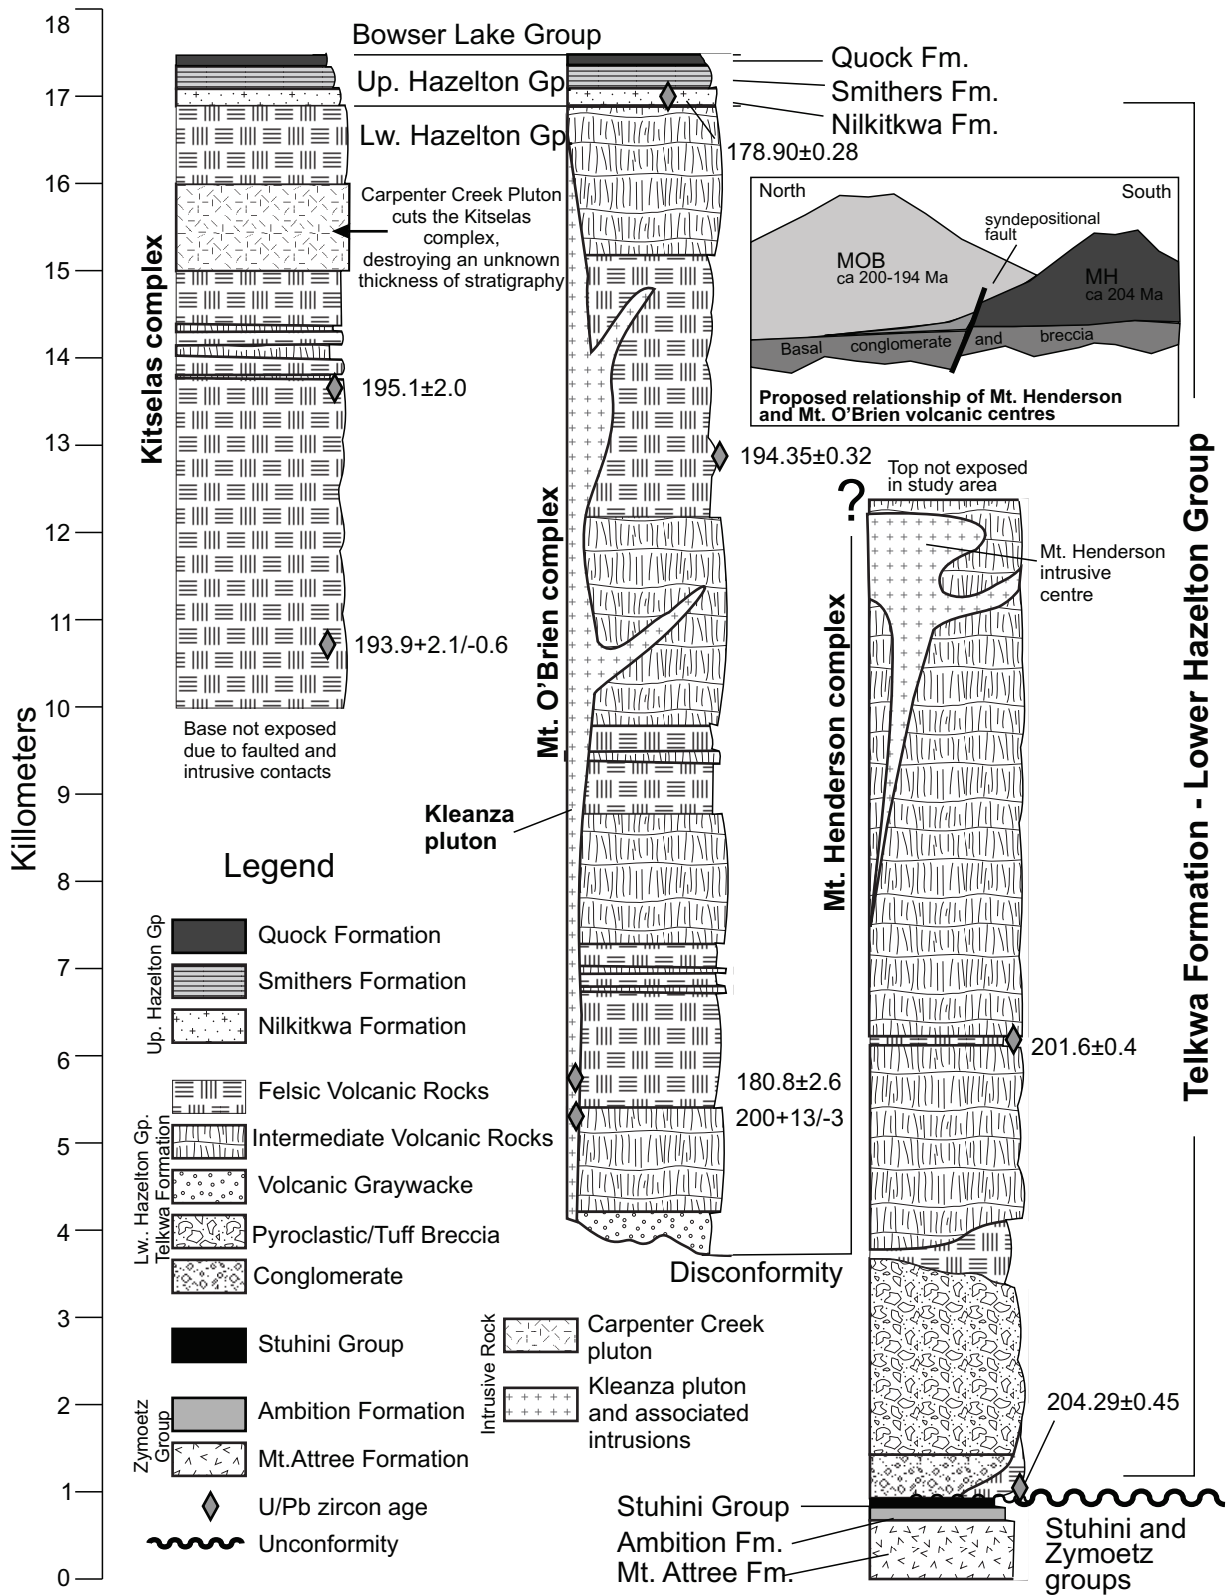 18
17
16
15
14
13
12
11
10
9
8
7
6
5
4
3
2
1
0
Killometers
Bowser Lake Group
Up. Hazelton Gp
Lw. Hazelton Gp
Quock Fm.
Smithers Fm.
Nilkitkwa Fm.
178.90±0.28
Kitselas complex
Carpenter Creek Pluton
cuts the Kitselas
complex,
destroying an unknown
thickness of stratigraphy
195.1±2.0
193.9+2.1/-0.6
Base not exposed
due to faulted and
intrusive contacts
North
South
syndepositional
fault
MOB
ca 200-194 Ma
MH
ca 204 Ma
Basal conglomerate and breccia
Proposed relationship of Mt. Henderson
and Mt. O'Brien volcanic centres
Mt. O'Brien complex
194.35±0.32
Kleanza
pluton
180.8±2.6
200+13/-3
Disconformity
?
Top not exposed
in study area
Mt. Henderson
intrusive
centre
Mt. Henderson complex
201.6±0.4
204.29±0.45
Telkwa Formation - Lower Hazelton Group
Stuhini Group
Ambition Fm.
Mt. Attree Fm.
Stuhini and
Zymoetz
groups
Legend
Up. Hazelton Gp
Quock Formation
Smithers Formation
Nilkitkwa Formation
Lw.. Hazelton Gp.
Telkwa Formation
Felsic Volcanic Rocks
Intermediate Volcanic Rocks
Volcanic Graywacke
Pyroclastic/Tuff Breccia
Conglomerate
Stuhini Group
Zymoetz
Group
Ambition Formation
Mt.Attree Formation
U/Pb zircon age
Unconformity
Intrusive Rock
Carpenter Creek
pluton
Kleanza pluton
and associated
intrusions